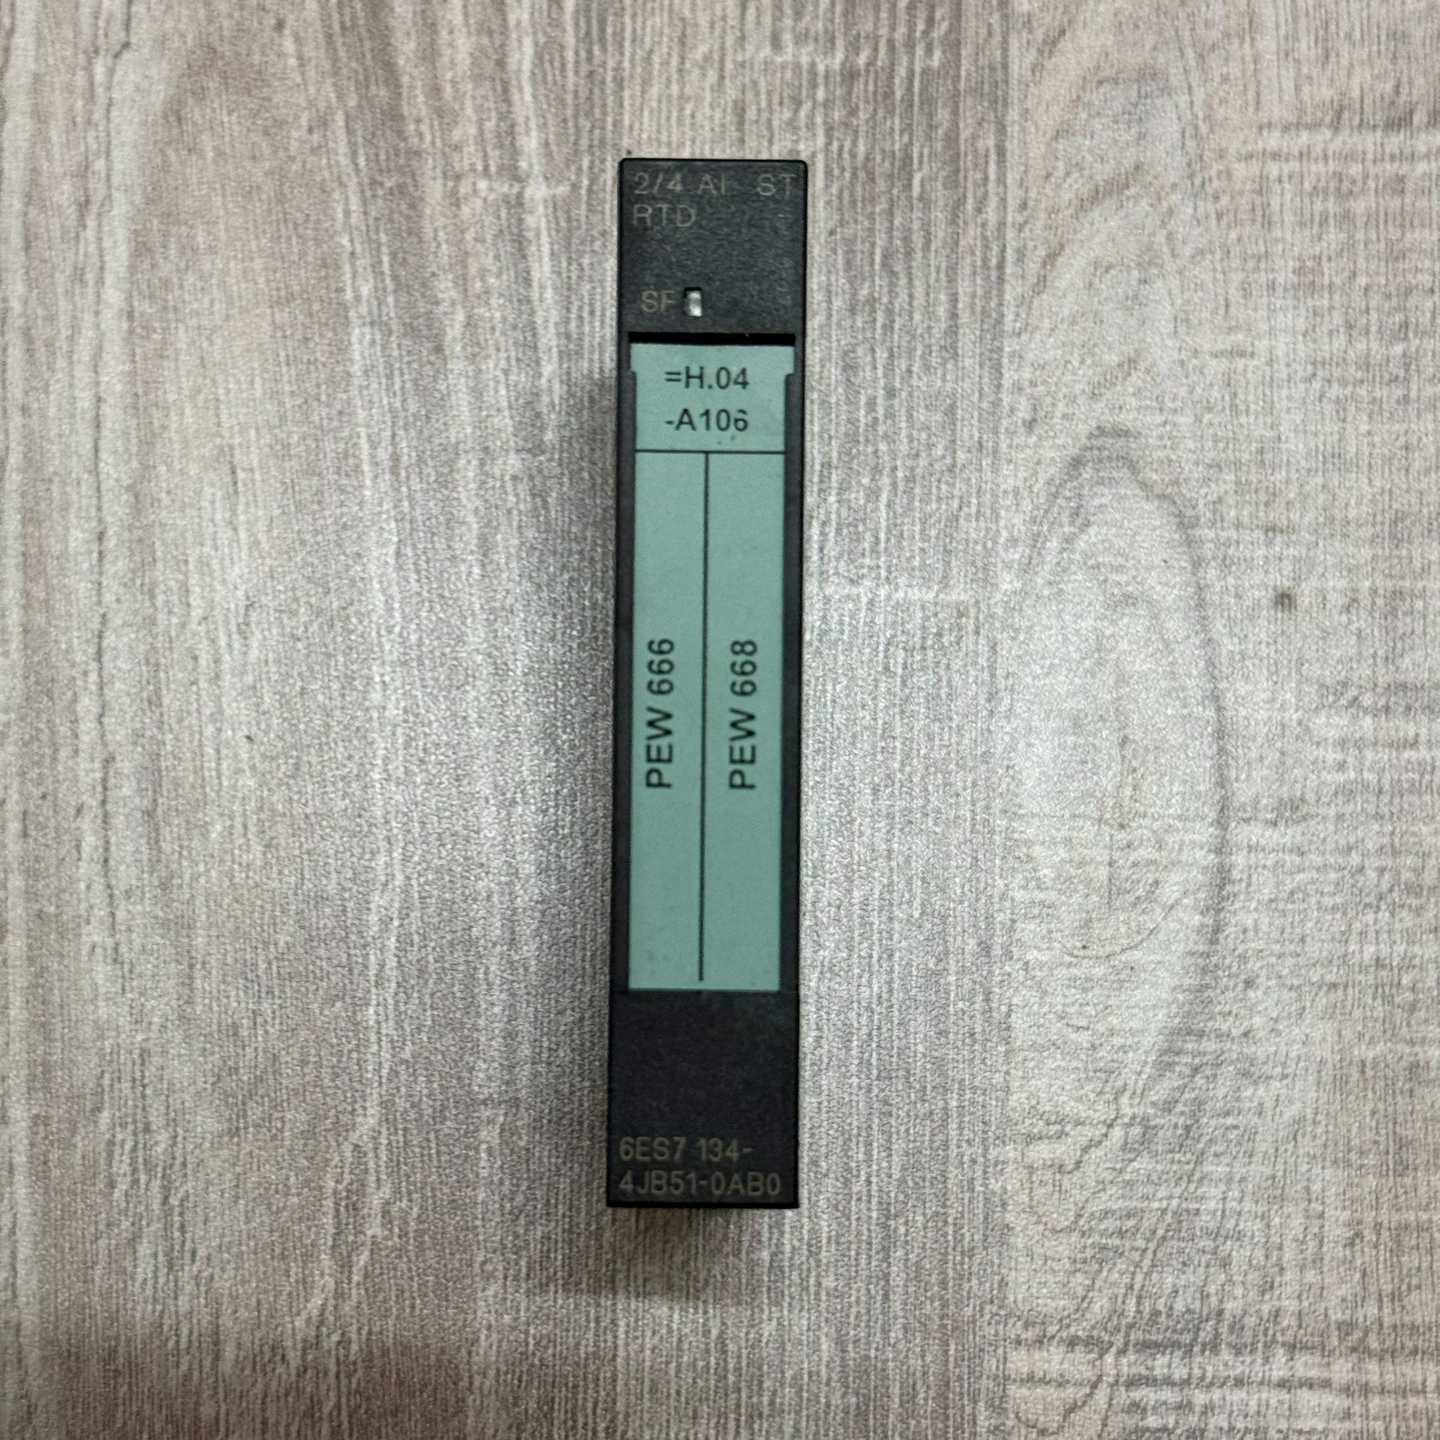 2/4 AI ST
RTD
SF
=H.04
-A106
PEW 666
PEW 668
6ES7 134-
4JB51-0AB0